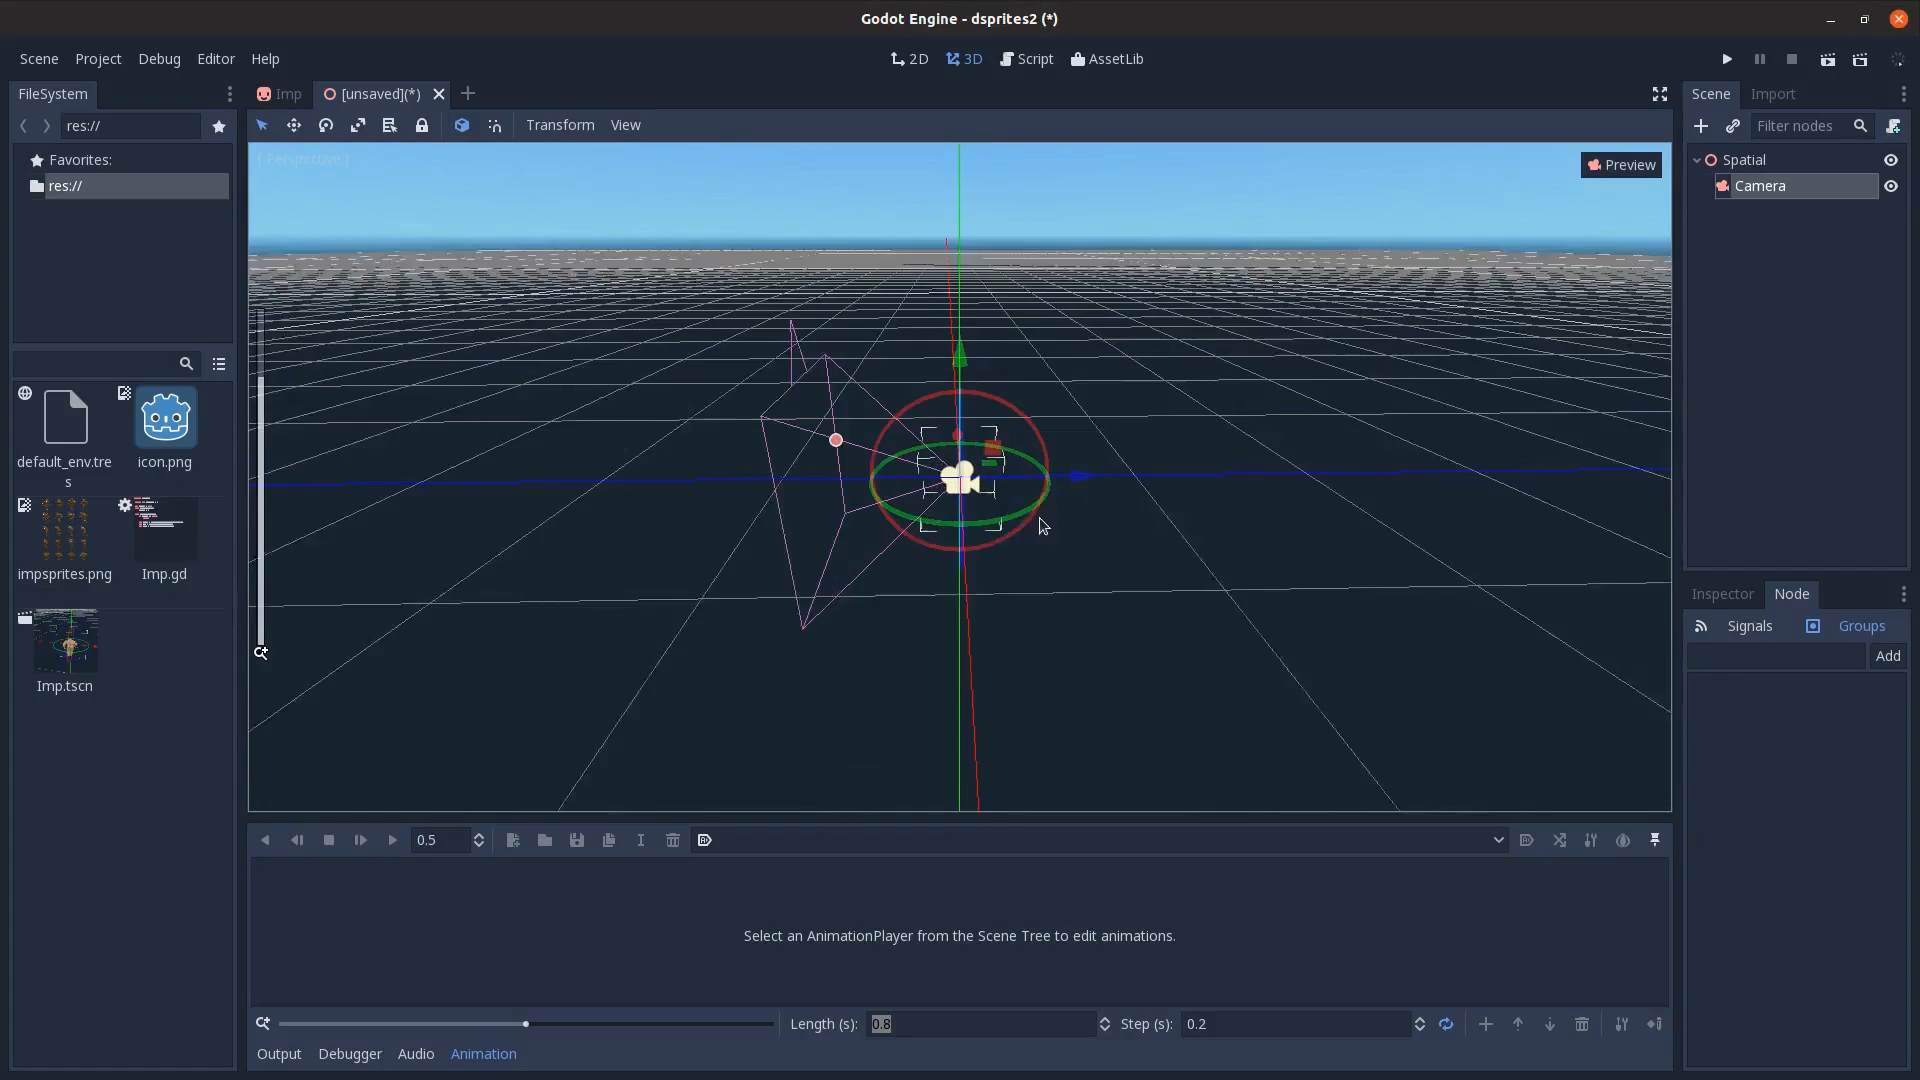 Godot Engine - dsprites2 (*)
Scene Project Debug Editor Help
2D 3D Script AssetLib
FileSystem
Imp [unsaved](*)
Scene Import
res://
Transform View
Filter nodes
[ Perspective ]
Preview
Favorites:
res://
Spatial
Camera
default_env.tre
s
icon.png
impsprites.png
Imp.gd
Imp.tscn
Inspector Node
Signals Groups
Add
0.5
Select an AnimationPlayer from the Scene Tree to edit animations.
Length (s): 0.8 Step (s): 0.2
Output Debugger Audio Animation